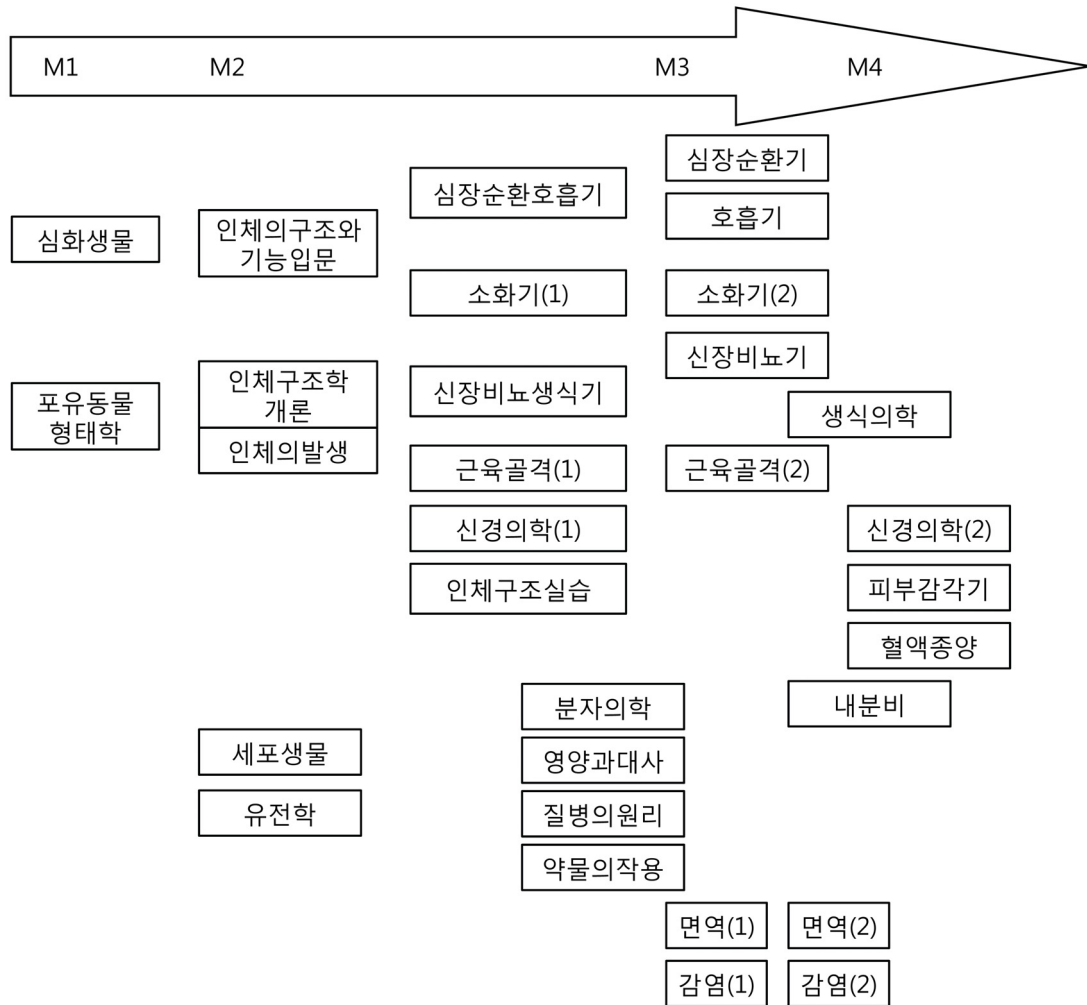 M1 M2 M3 M4
심장순환기
심장순환호흡기
호흡기
심화생물
인체의구조와
기능입문
소화기(1)
소화기(2)
신장비뇨기
포유동물
형태학
인체구조학
개론
인체의발생
신장비뇨생식기
생식의학
근육골격(1)
근육골격(2)
신경의학(1)
신경의학(2)
인체구조실습
피부감각기
혈액종양
분자의학
내분비
세포생물
영양과대사
유전학
질병의원리
약물의작용
면역(1)
면역(2)
감염(1)
감염(2)